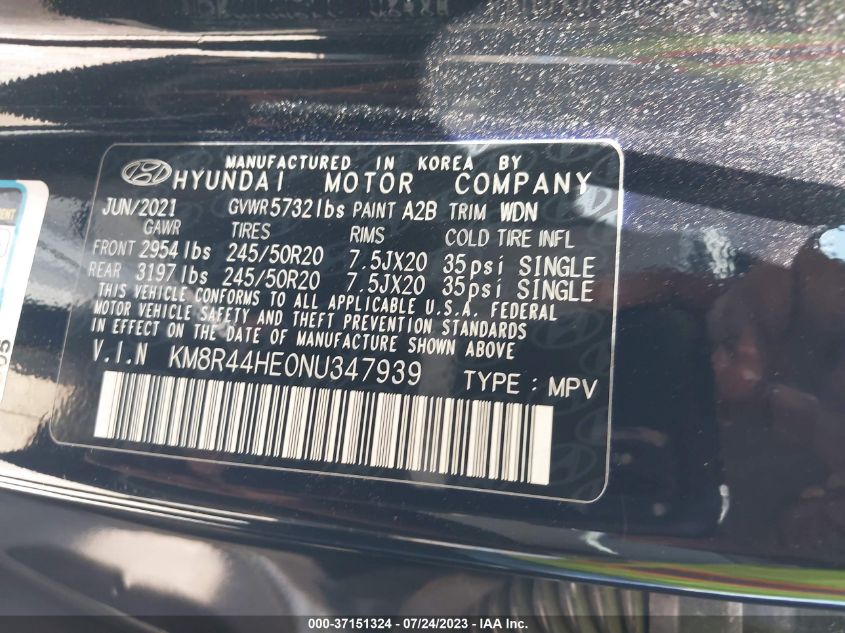 MANUFACTURED IN KOREA BY
HYUNDAI MOTOR COMPANY
JUN/2021 GVWR 5732 lbs PAINT A2B TRIM WDN
GAWR TIRES RIMS COLD TIRE INFL
FRONT 2954 lbs 245/50R20 7.5JX20 35psi SINGLE
REAR 3197 lbs 245/50R20 7.5JX20 35psi SINGLE
THIS VEHICLE CONFORMS TO ALL APPLICABLE U.S.A. FEDERAL
MOTOR VEHICLE SAFETY AND THEFT PREVENTION STANDARDS
IN EFFECT ON THE DATE OF MANUFACTURE SHOWN ABOVE
V.I.N KM8R44HE0NU347939 TYPE : MPV
000-37151324 / 07/24/2023 - COPYRIGHT IAA, LLC.